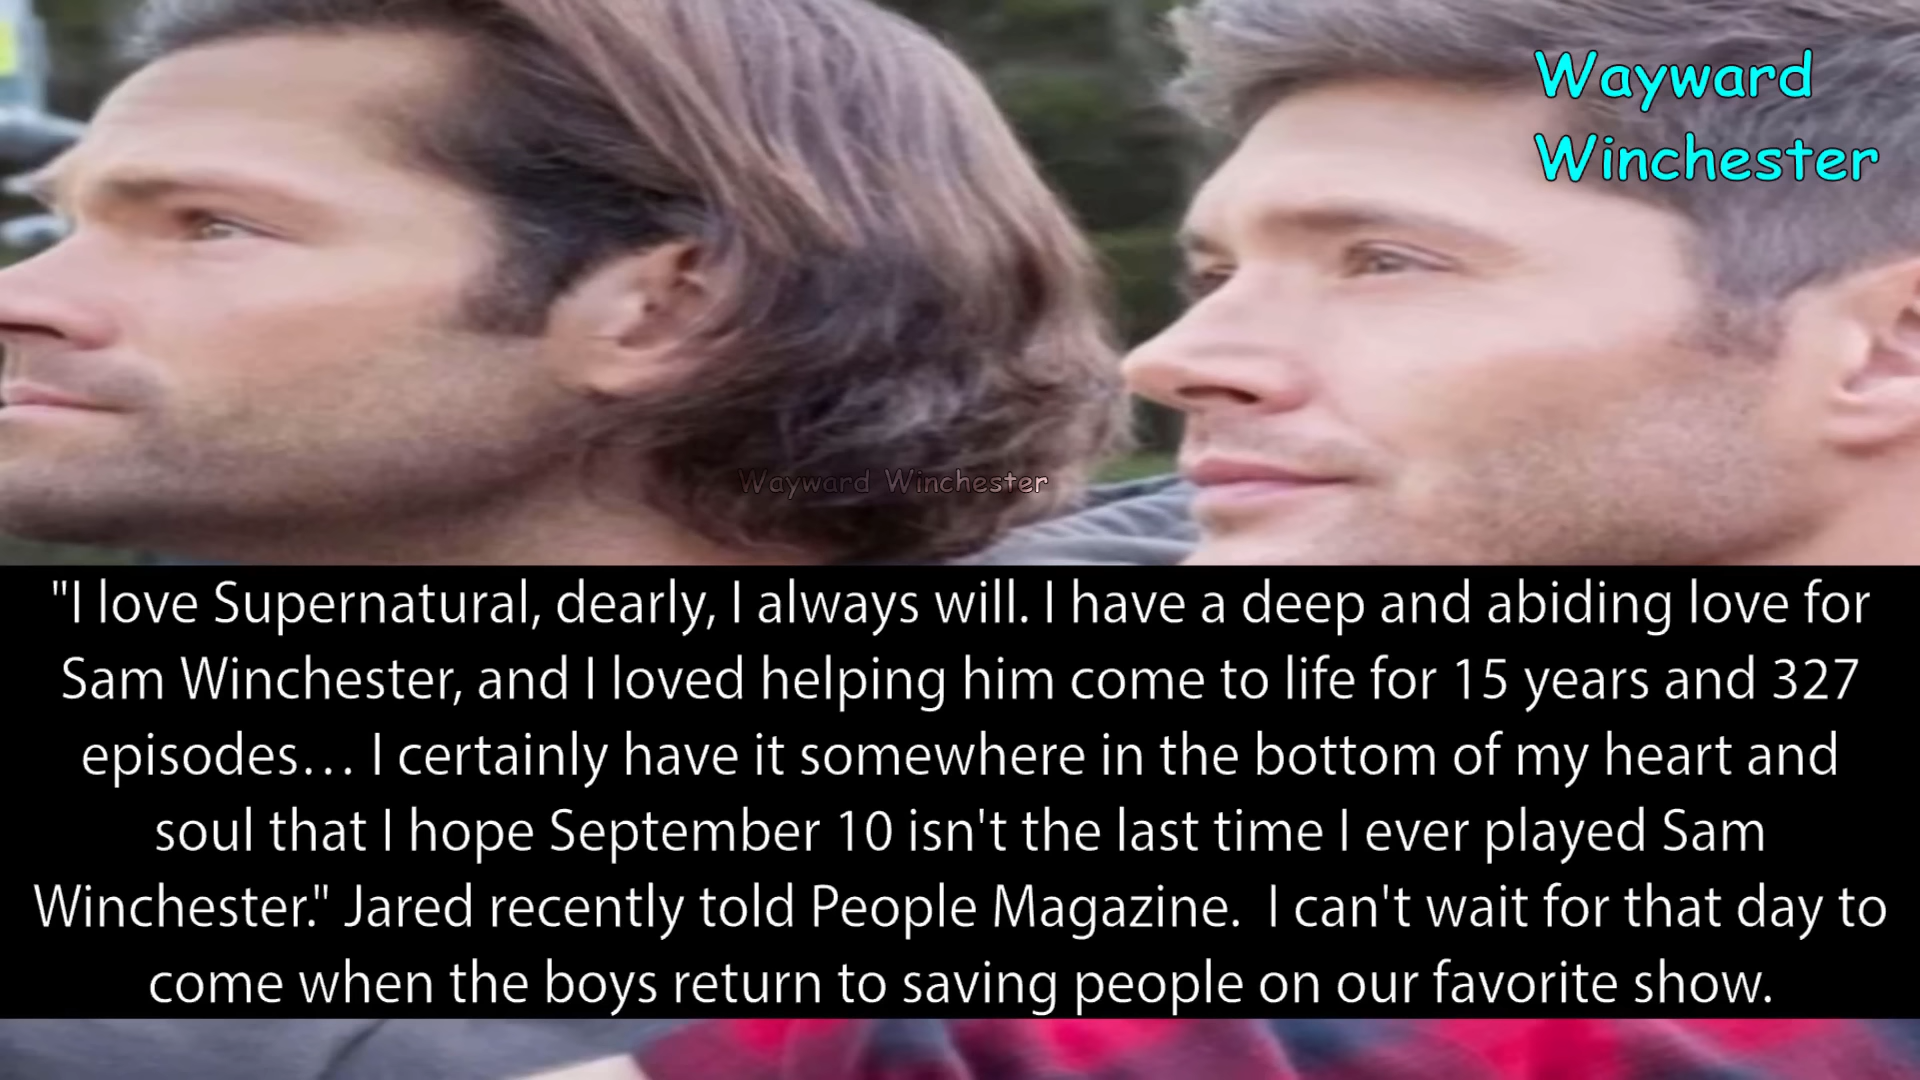 Wayward
Winchester
Wayward Winchester
"I love Supernatural, dearly, I always will. I have a deep and abiding love for
Sam Winchester, and I loved helping him come to life for 15 years and 327
episodes… I certainly have it somewhere in the bottom of my heart and
soul that I hope September 10 isn't the last time I ever played Sam
Winchester." Jared recently told People Magazine.  I can't wait for that day to
come when the boys return to saving people on our favorite show.